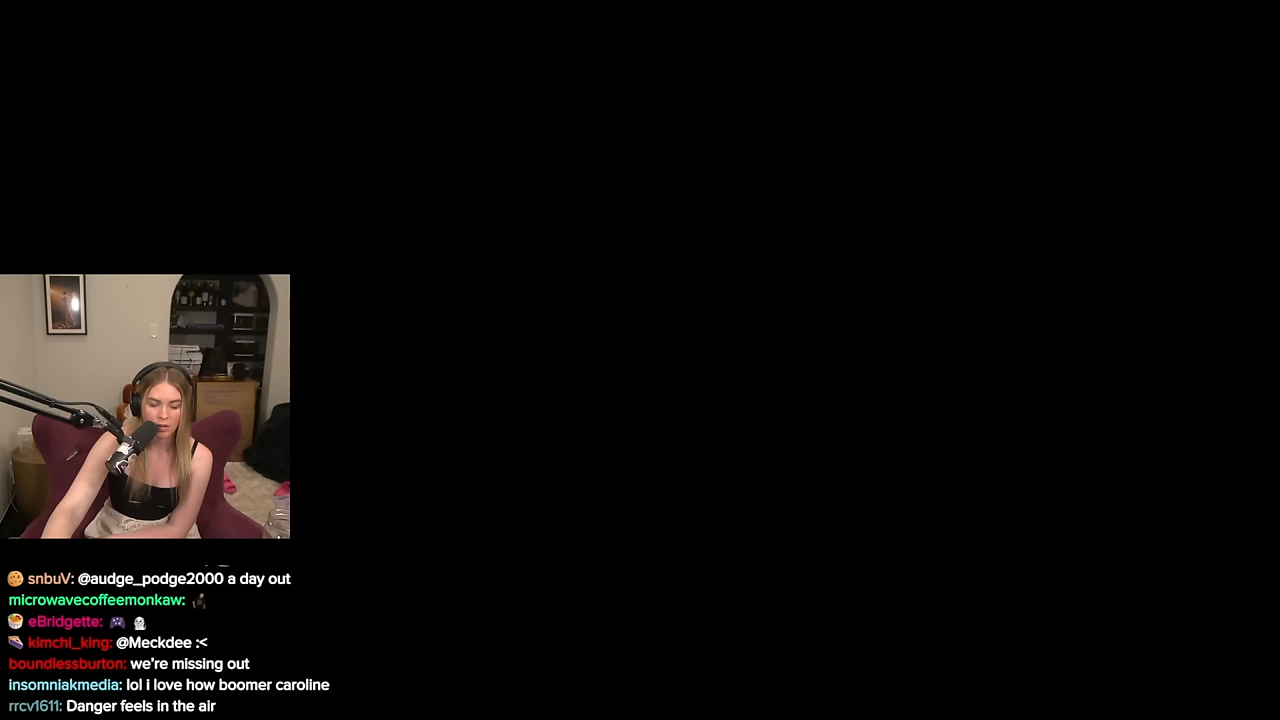 snbuV: @audge_podge2000 a day out
microwavecoffeemonkaw:
eBridgette:
kimchi_king: @Meckdee :<
boundlessburton: we're missing out
insomniakmedia: lol i love how boomer caroline
rrcv1611: Danger feels in the air